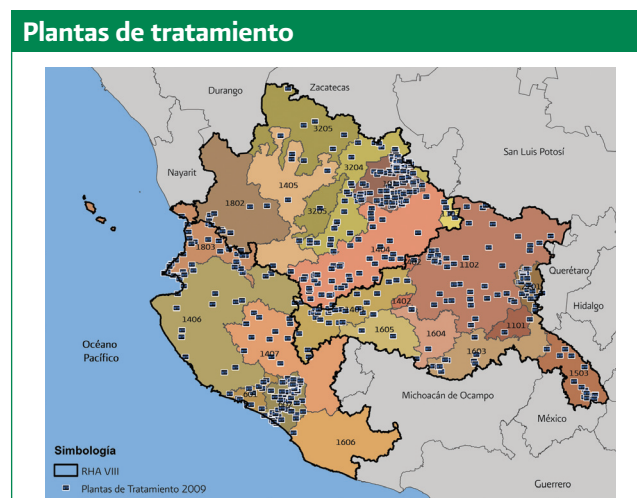 Plantas de tratamiento
Durango
Zacatecas
San Luis Potosí
Nayarit
3205
3204
1405
1802
3205
1803
1404
1102
Querétaro
Hidalgo
1406
1402
1605
1604
1101
1407
1603
1503
Océano
Pacífico
Michoacán de Ocampo
México
1606
Guerrero
Simbología
RHA VIII
Plantas de Tratamiento 2009